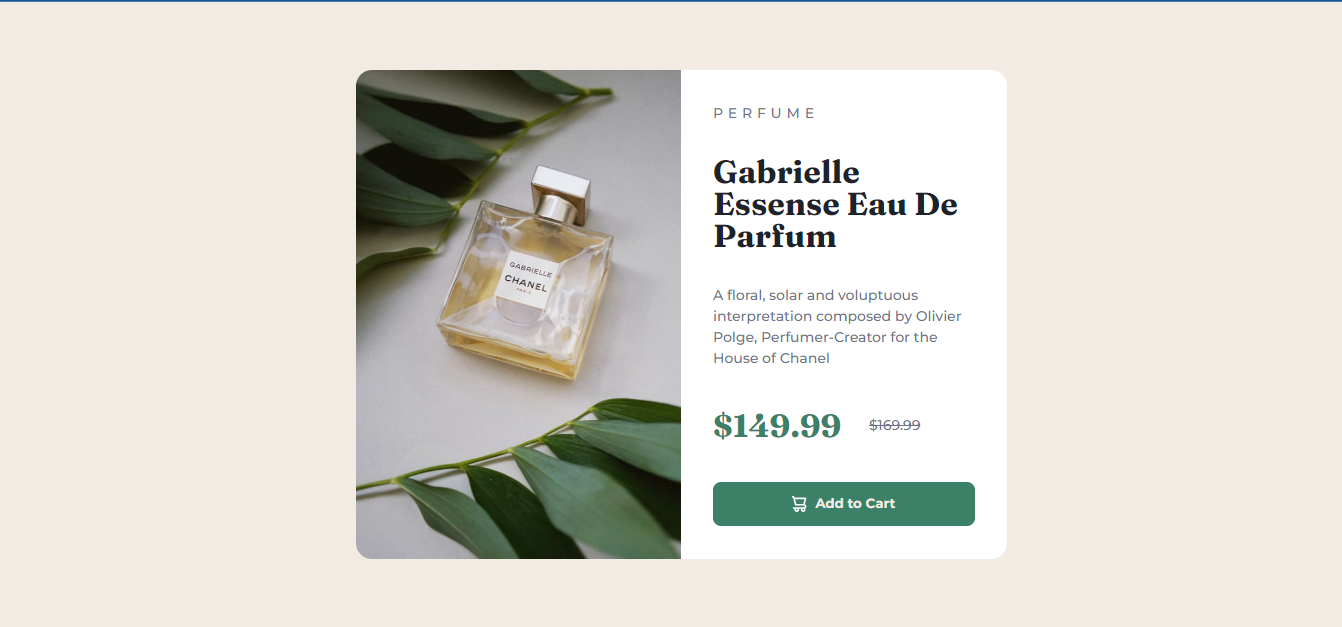 GABRIELLE
CHANEL
PARIS
PERFUME
Gabrielle
Essense Eau De
Parfum
A floral, solar and voluptuous
interpretation composed by Olivier
Polge, Perfumer-Creator for the
House of Chanel
$149.99 $169.99
Add to Cart